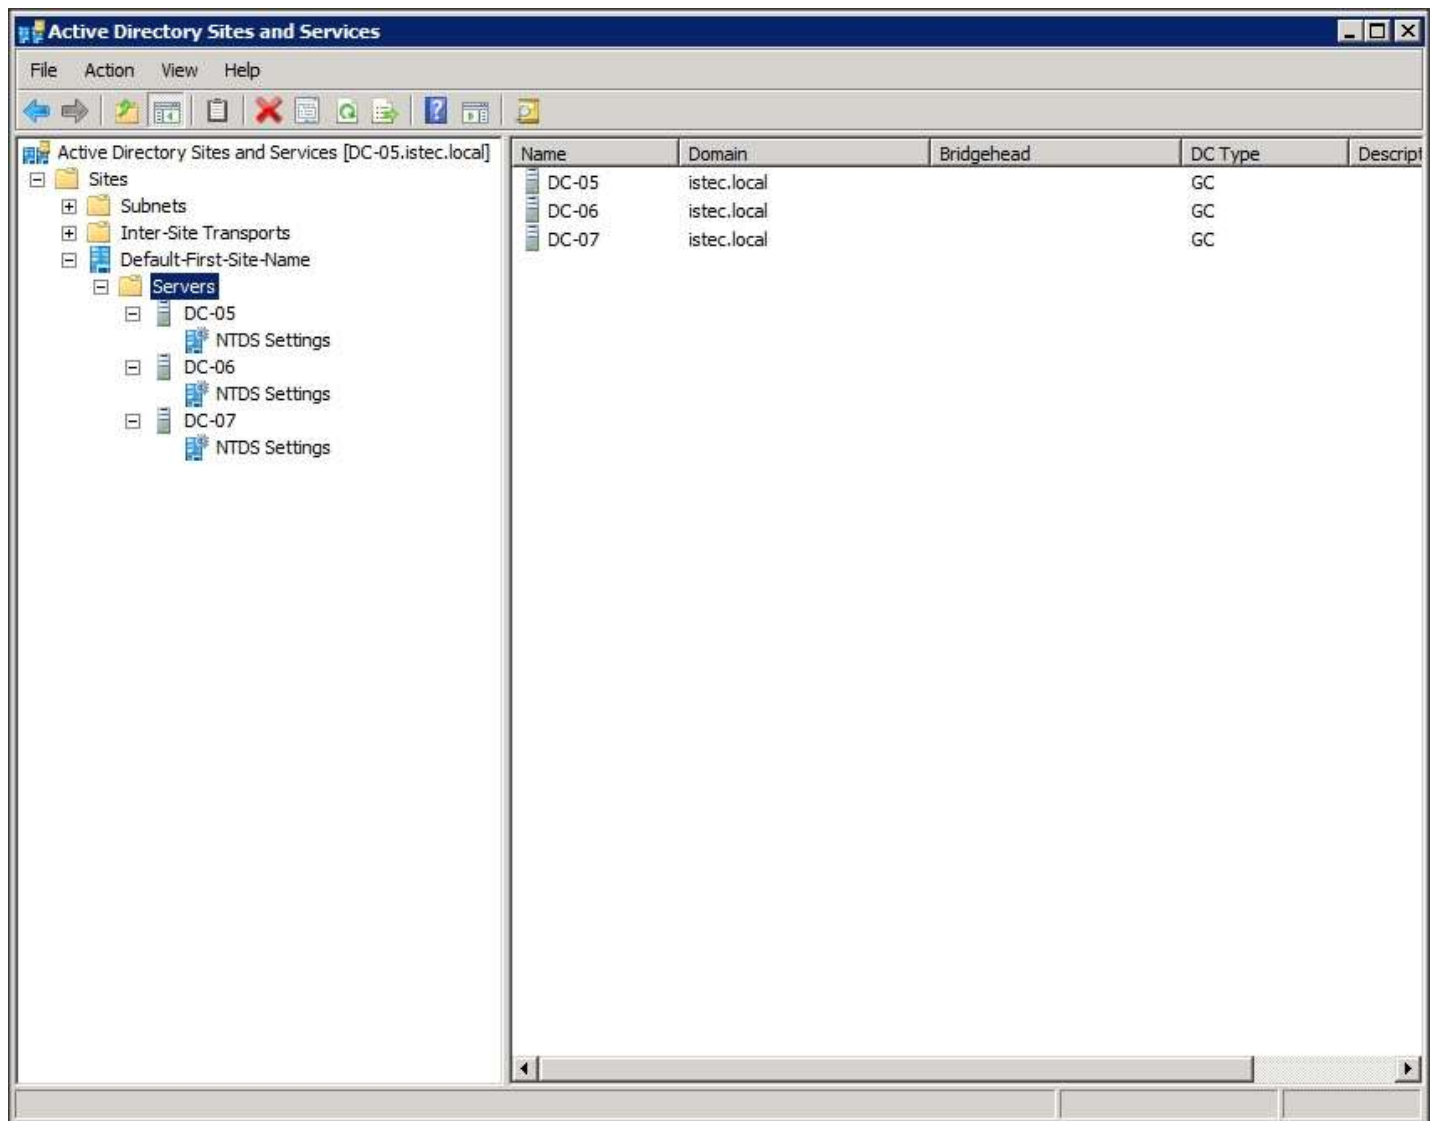 Active Directory Sites and Services
File Action View Help
Active Directory Sites and Services [DC-05.istec.local]
Sites
Subnets
Inter-Site Transports
Default-First-Site-Name
Servers
DC-05
NTDS Settings
DC-06
NTDS Settings
DC-07
NTDS Settings
Name Domain Bridgehead DC Type Descript
DC-05 istec.local GC
DC-06 istec.local GC
DC-07 istec.local GC